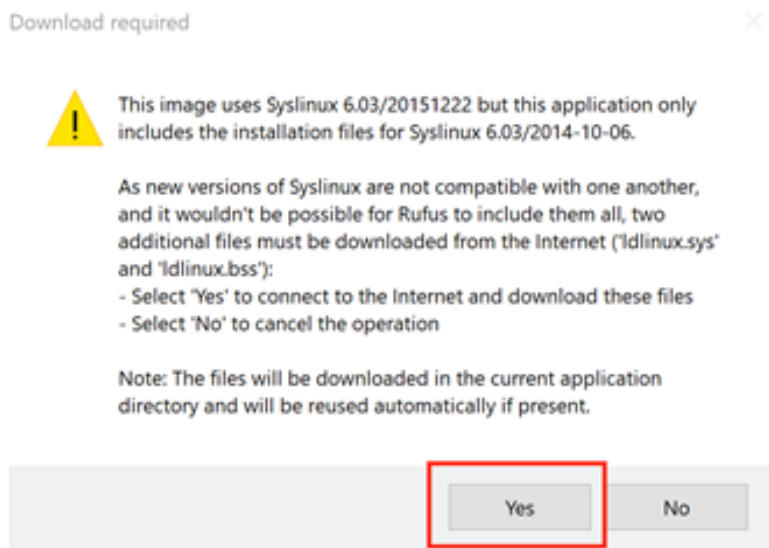 Download required
This image uses Syslinux 6.03/20151222 but this application only
includes the installation files for Syslinux 6.03/2014-10-06.
As new versions of Syslinux are not compatible with one another,
and it wouldn't be possible for Rufus to include them all, two
additional files must be downloaded from the Internet ('ldlinux.sys'
and 'ldlinux.bss'):
- Select 'Yes' to connect to the Internet and download these files
- Select 'No' to cancel the operation
Note: The files will be downloaded in the current application
directory and will be reused automatically if present.
Yes
No